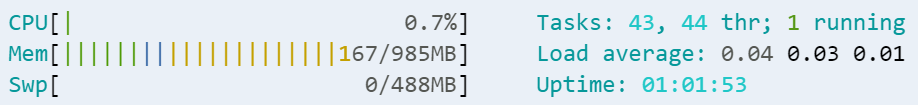 CPU[| 0.7%] Tasks: 43, 44 thr; 1 running
Mem[||||||||||||||||||||||167/985MB] Load average: 0.04 0.03 0.01
Swp[ 0/488MB] Uptime: 01:01:53